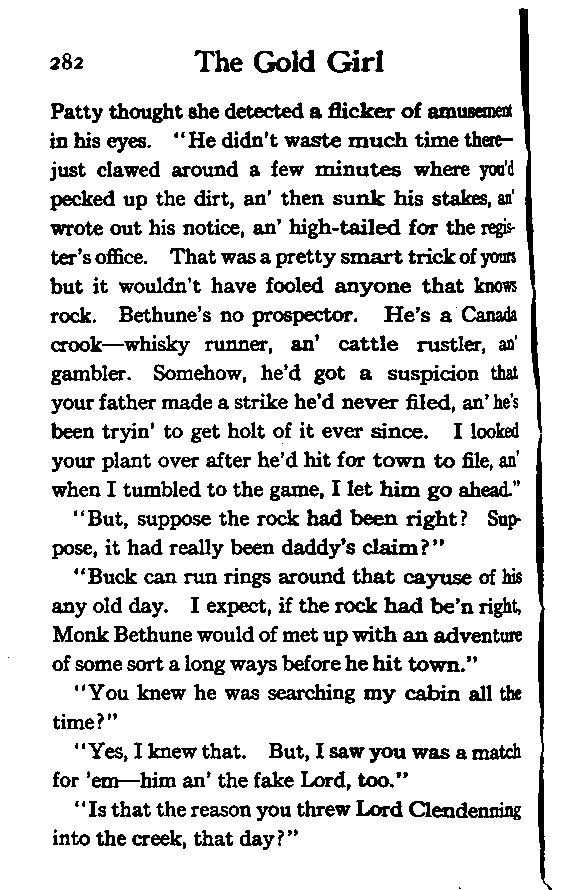 282 The Gold Girl
Patty thought she detected a flicker of amusement
in his eyes. "He didn't waste much time there—
just clawed around a few minutes where you'd
pecked up the dirt, an' then sunk his stakes, an'
wrote out his notice, an' high-tailed for the regis-
ter's office. That was a pretty smart trick of yours
but it wouldn't have fooled anyone that knows
rock. Bethune's no prospector. He's a Canada
crook—whisky runner, an' cattle rustler, an'
gambler. Somehow, he'd got a suspicion that
your father made a strike he'd never filed, an' he's
been tryin' to get holt of it ever since. I looked
your plant over after he'd hit for town to file, an'
when I tumbled to the game, I let him go ahead."
"But, suppose the rock had been right? Sup-
pose, it had really been daddy's claim?"
"Buck can run rings around that cayuse of his
any old day. I expect, if the rock had be'n right,
Monk Bethune would of met up with an adventure
of some sort a long ways before he hit town."
"You knew he was searching my cabin all the
time?"
"Yes, I knew that. But, I saw you was a match
for 'em—him an' the fake Lord, too."
"Is that the reason you threw Lord Clendenning
into the creek, that day?"